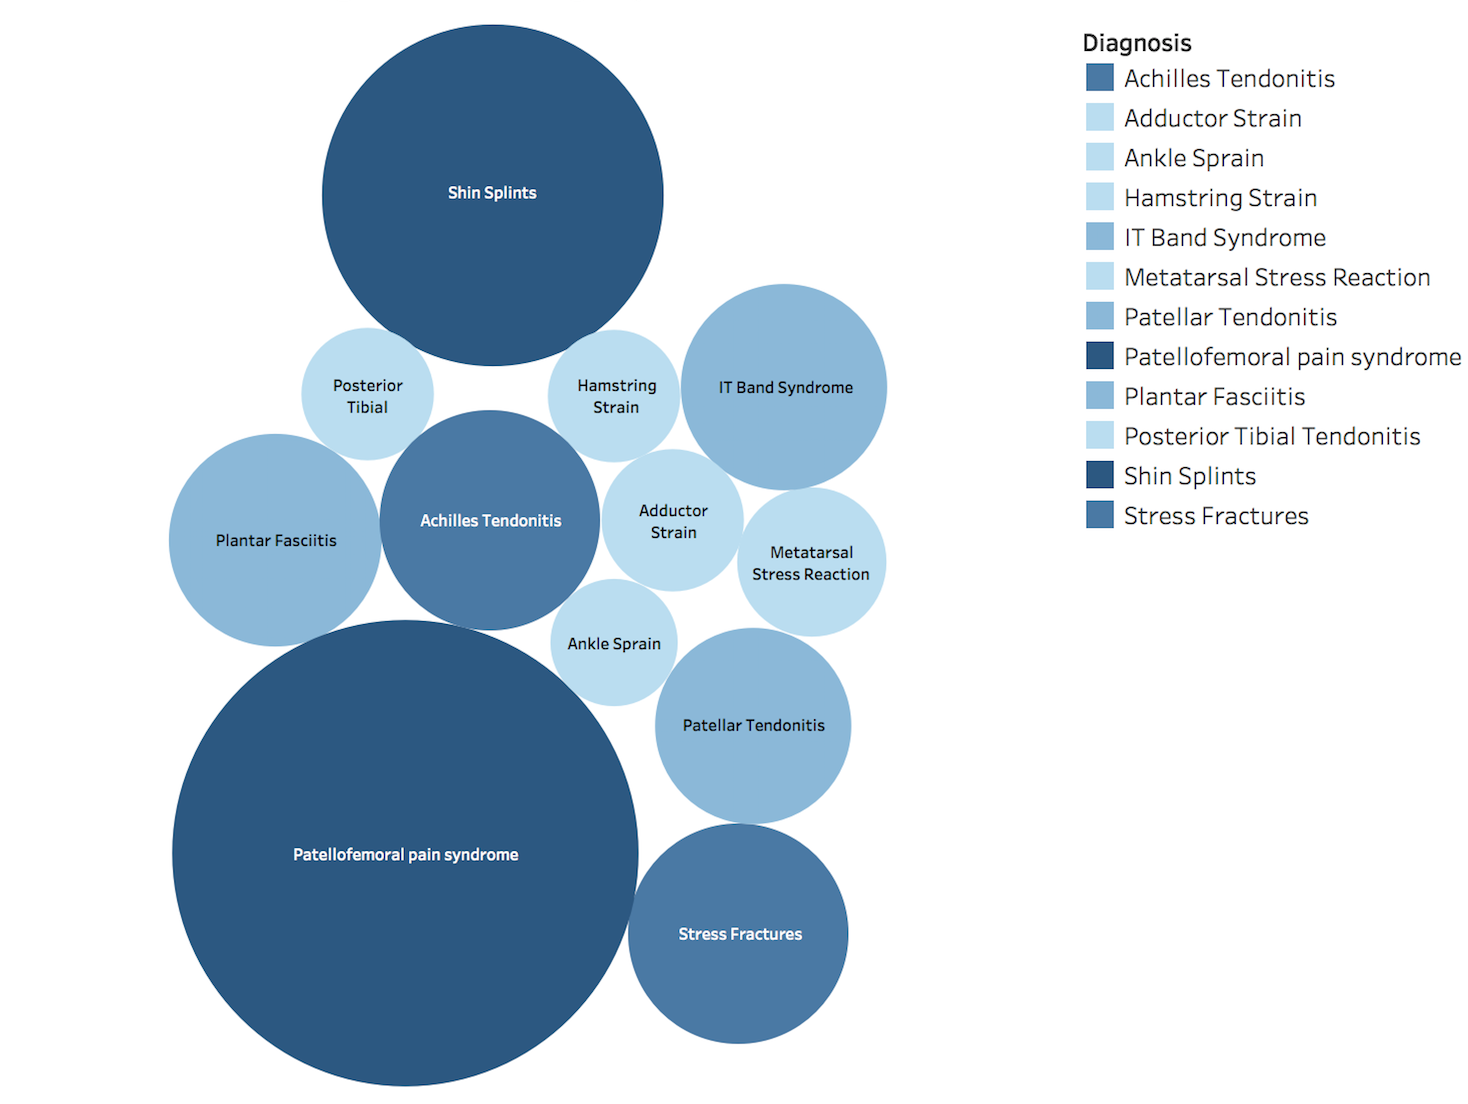 Shin Splints
Posterior
Tibial
Hamstring
Strain
IT Band Syndrome
Plantar Fasciitis
Achilles Tendonitis
Adductor
Strain
Metatarsal
Stress Reaction
Ankle Sprain
Patellar Tendonitis
Patellofemoral pain syndrome
Stress Fractures
Diagnosis
Achilles Tendonitis
Adductor Strain
Ankle Sprain
Hamstring Strain
IT Band Syndrome
Metatarsal Stress Reaction
Patellar Tendonitis
Patellofemoral pain syndrome
Plantar Fasciitis
Posterior Tibial Tendonitis
Shin Splints
Stress Fractures